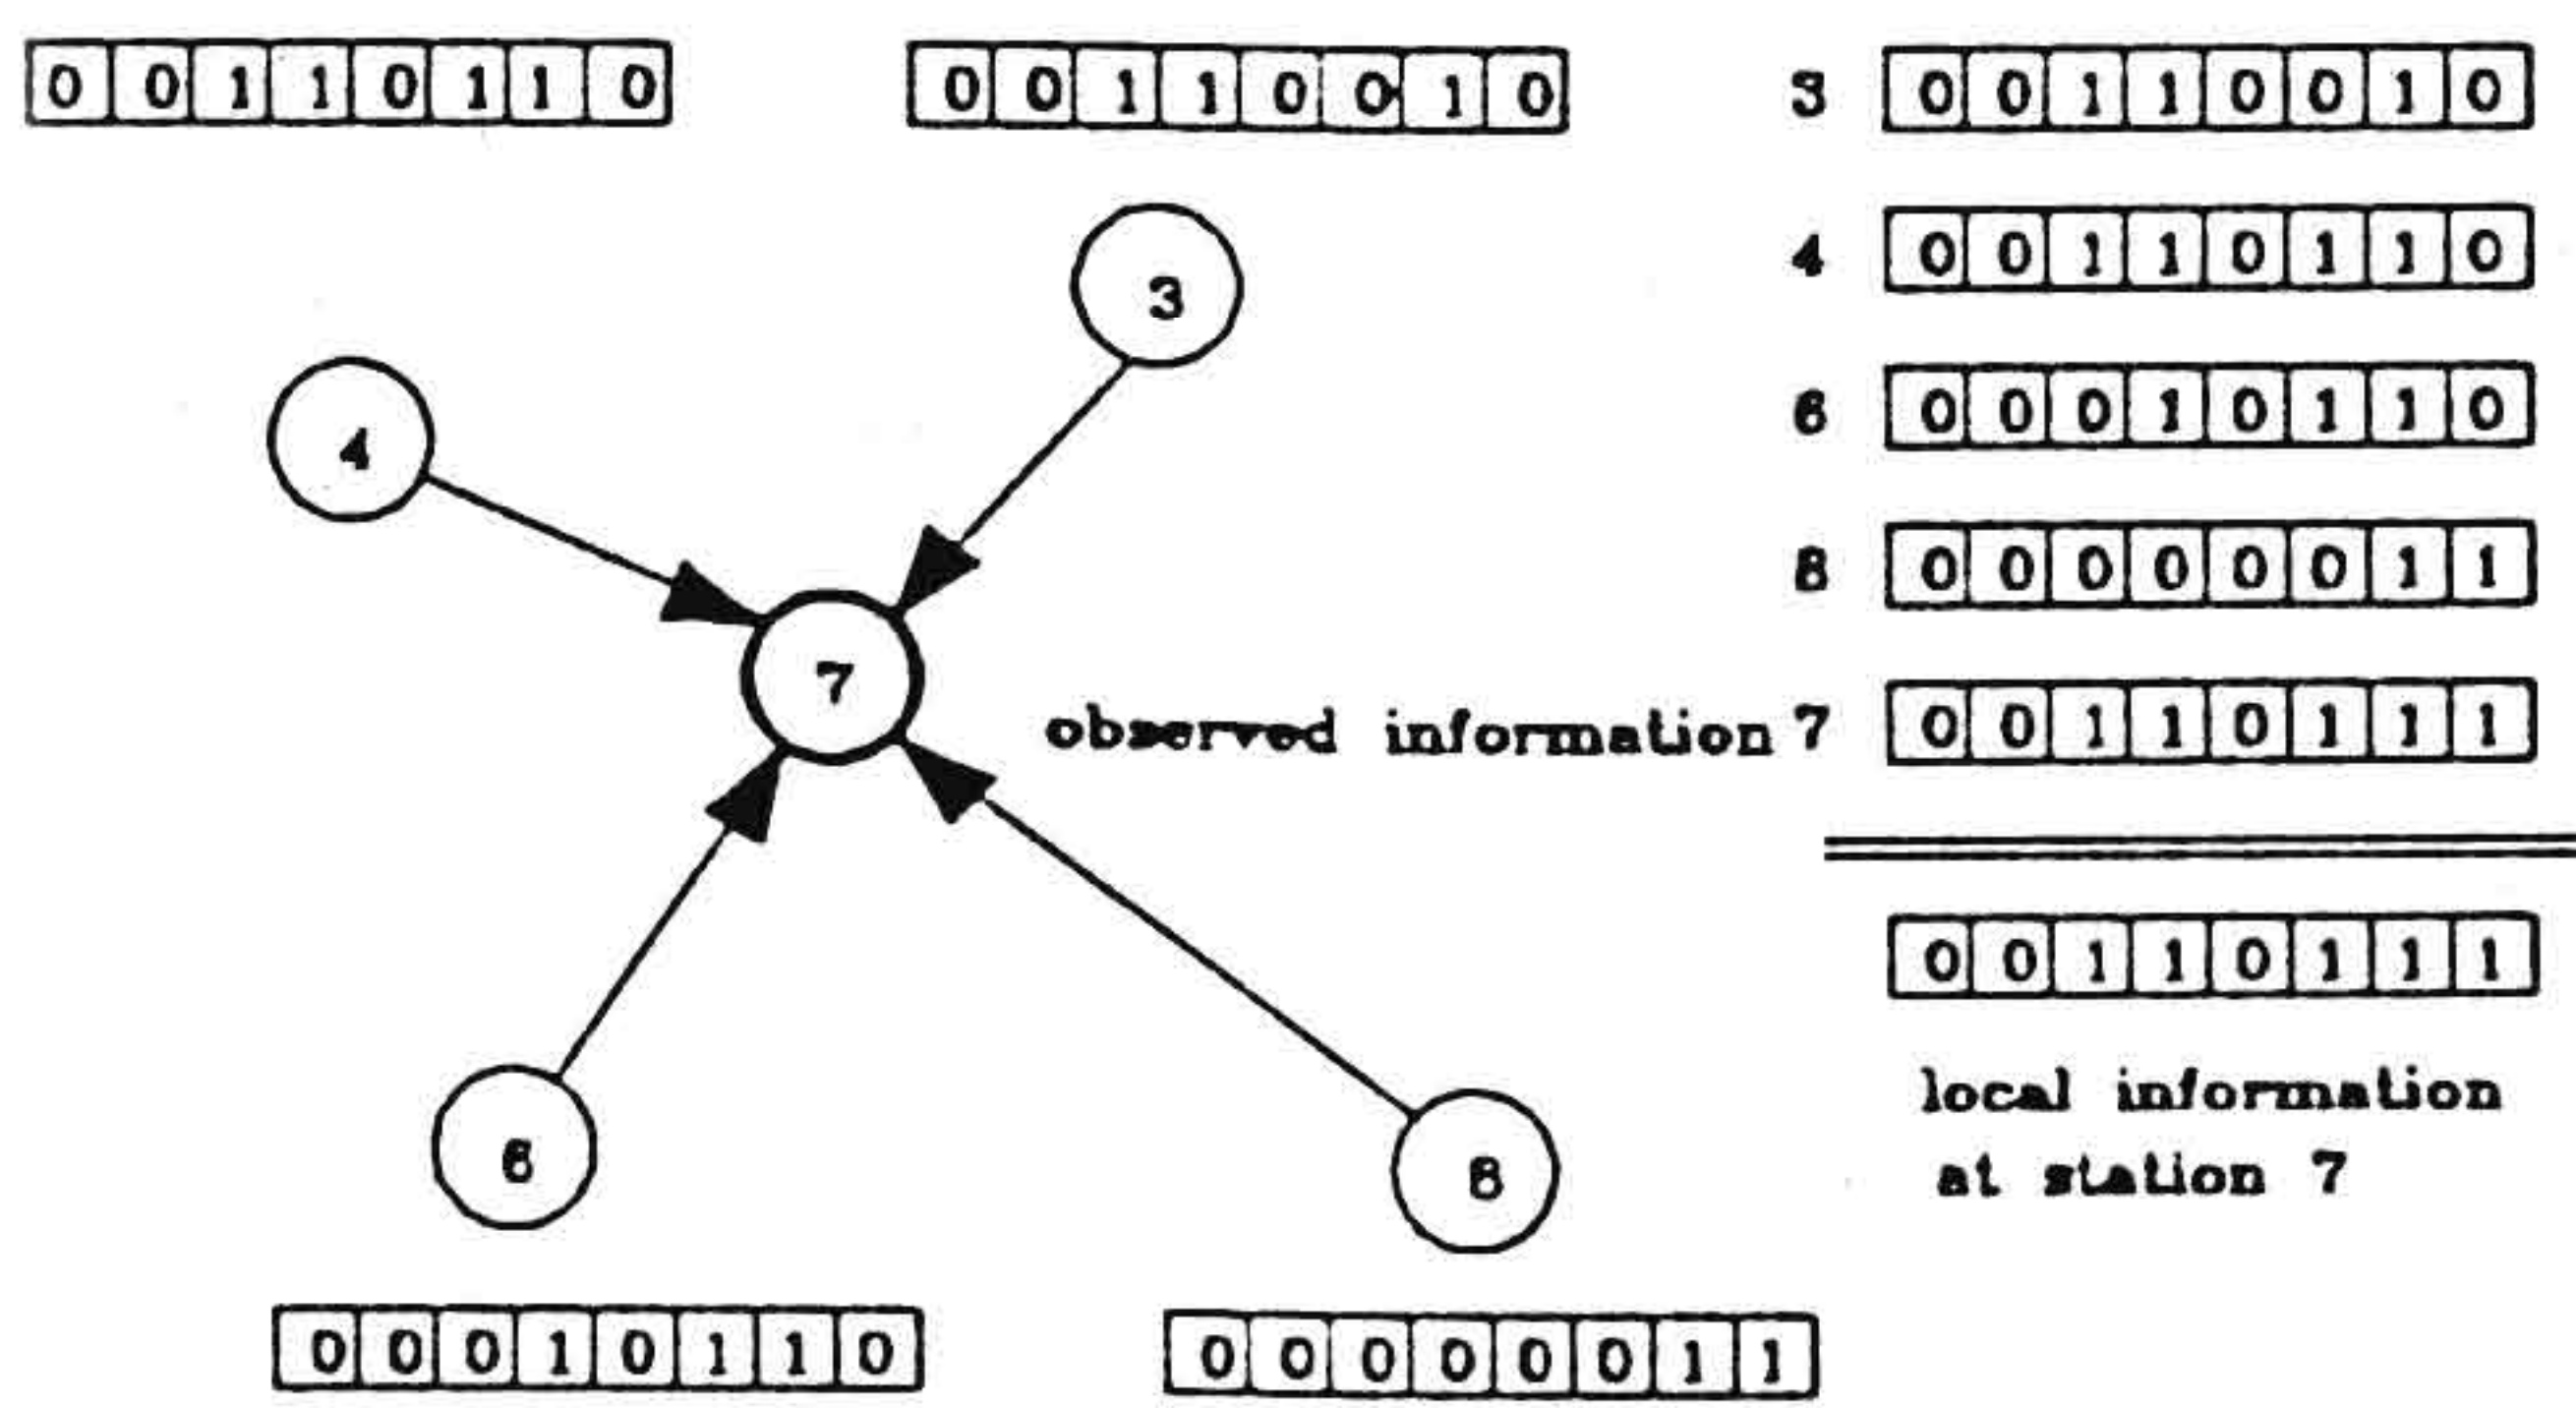 0 0 1 1 0 1 1 0
0 0 1 1 0 0 1 0
3
4
7
6
8
0 0 0 1 0 1 1 0
0 0 0 0 0 0 1 1
3 0 0 1 1 0 0 1 0
4 0 0 1 1 0 1 1 0
6 0 0 0 1 0 1 1 0
8 0 0 0 0 0 0 1 1
observed information 7 0 0 1 1 0 1 1 1
0 0 1 1 0 1 1 1
local information
at station 7